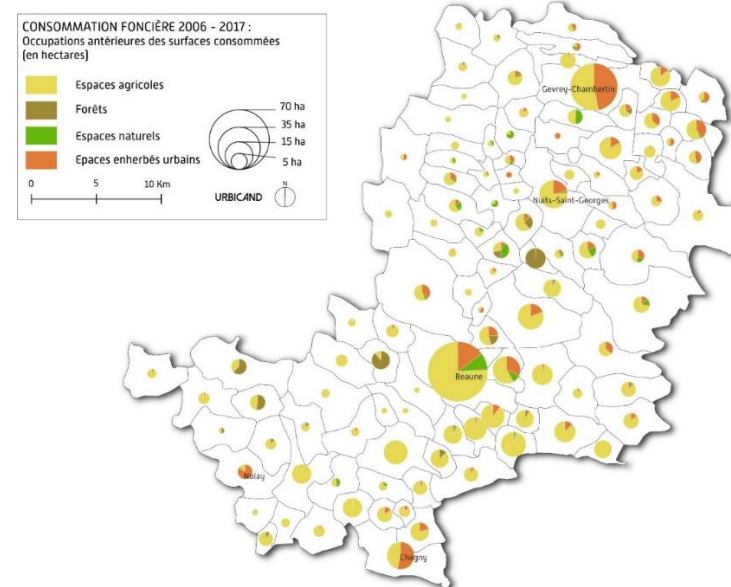 CONSOMMATION FONCIÈRE 2006 - 2017 :
Occupations antérieures des surfaces consommées
(en hectares)
Espaces agricoles
Forêts
Espaces naturels
Epaces enherbés urbains
70 ha
35 ha
15 ha
5 ha
0 5 10 Km
URBICAND
N
Gevrey-Chambertin
Nuits-Saint-Georges
Beaune
Nolay
Chagny